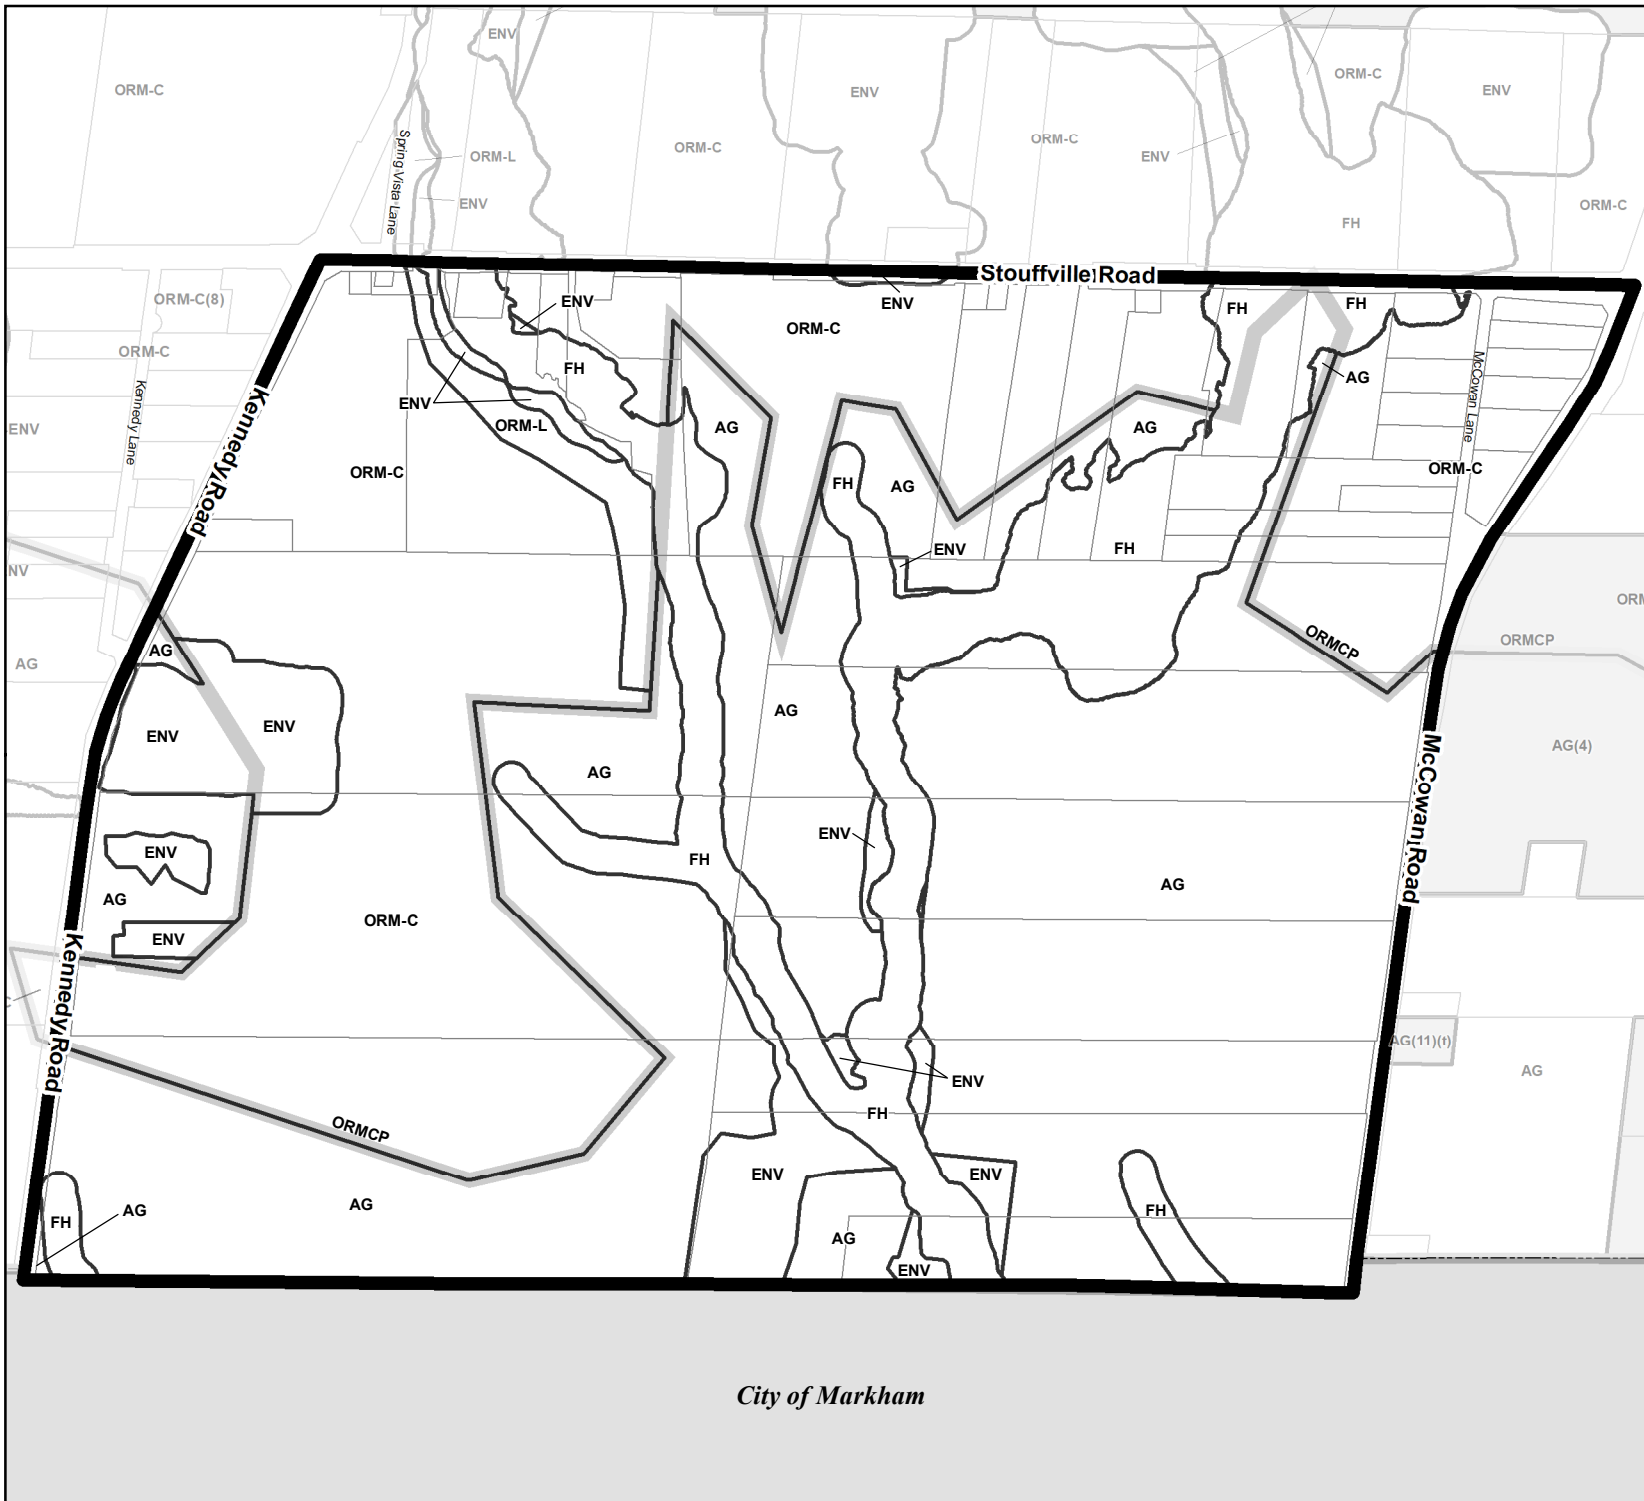 ENV
ORM-C
ENV
ORM-C
ENV
ORM-L
ORM-C
ORM-C
ENV
Spring Vista Lane
ENV
ORM-C
FH
Stouffville Road
ORM-C(8)
ENV
ENV
FH
FH
ORM-C
ORM-C
FH
AG
Kennedy Lane
Kennedy Road
ENV
ORM-L
AG
AG
McCowan Lane
ENV
ORM-C
ORM-C
FH
AG
ENV
FH
NV
ORM
ORMCP
ORMCP
AG
AG
ENV
ENV
AG
AG
McCowan Road
AG(4)
ENV
ENV
FH
AG
AG
ORM-C
ENV
Kennedy Road
C
AG(11)(t)
AG
ENV
FH
ORMCP
ENV
ENV
AG
AG
FH
FH
AG
ENV
City of Markham